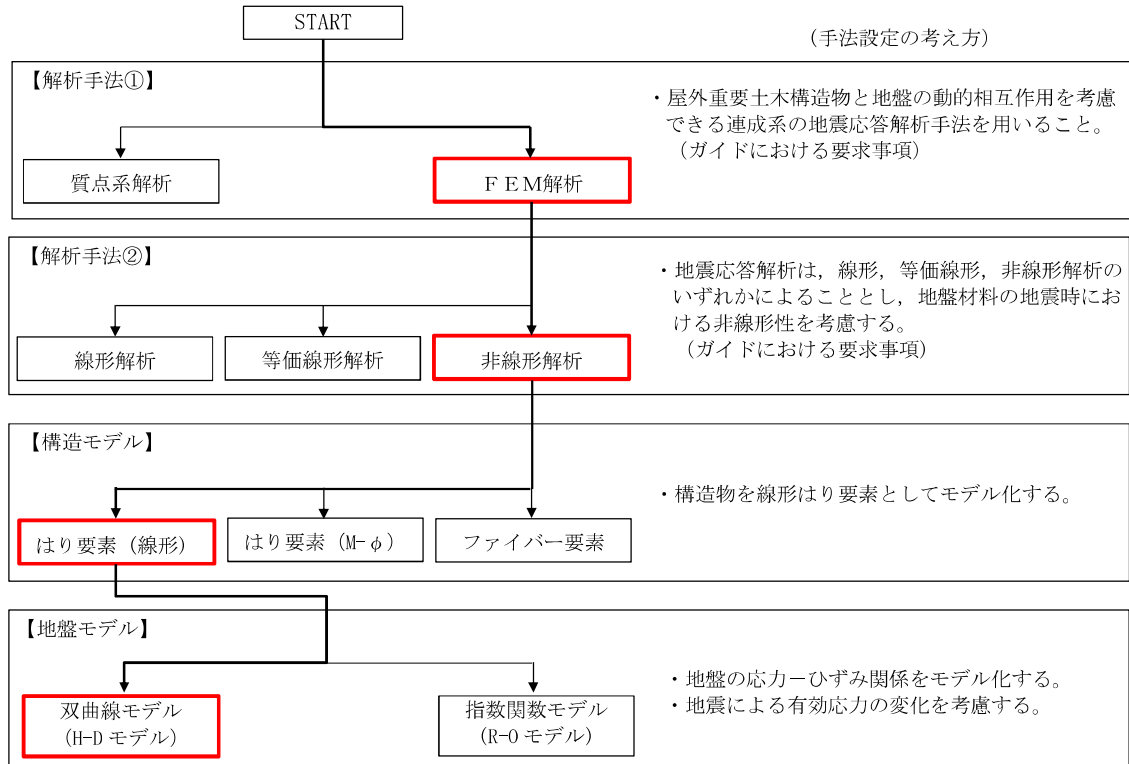 START
(手法設定の考え方)
【解析手法①】
・屋外重要土木構造物と地盤の動的相互作用を考慮
できる連成系の地震応答解析手法を用いること。
(ガイドにおける要求事項)
質点系解析
FEM解析
【解析手法②】
・地震応答解析は，線形，等価線形，非線形解析の
いずれかによることとし，地盤材料の地震時にお
ける非線形性を考慮する。
(ガイドにおける要求事項)
線形解析
等価線形解析
非線形解析
【構造モデル】
・構造物を線形はり要素としてモデル化する。
はり要素（線形）
はり要素（M-φ）
ファイバー要素
【地盤モデル】
・地盤の応力－ひずみ関係をモデル化する。
・地震による有効応力の変化を考慮する。
双曲線モデル
(H-D モデル)
指数関数モデル
(R-O モデル)